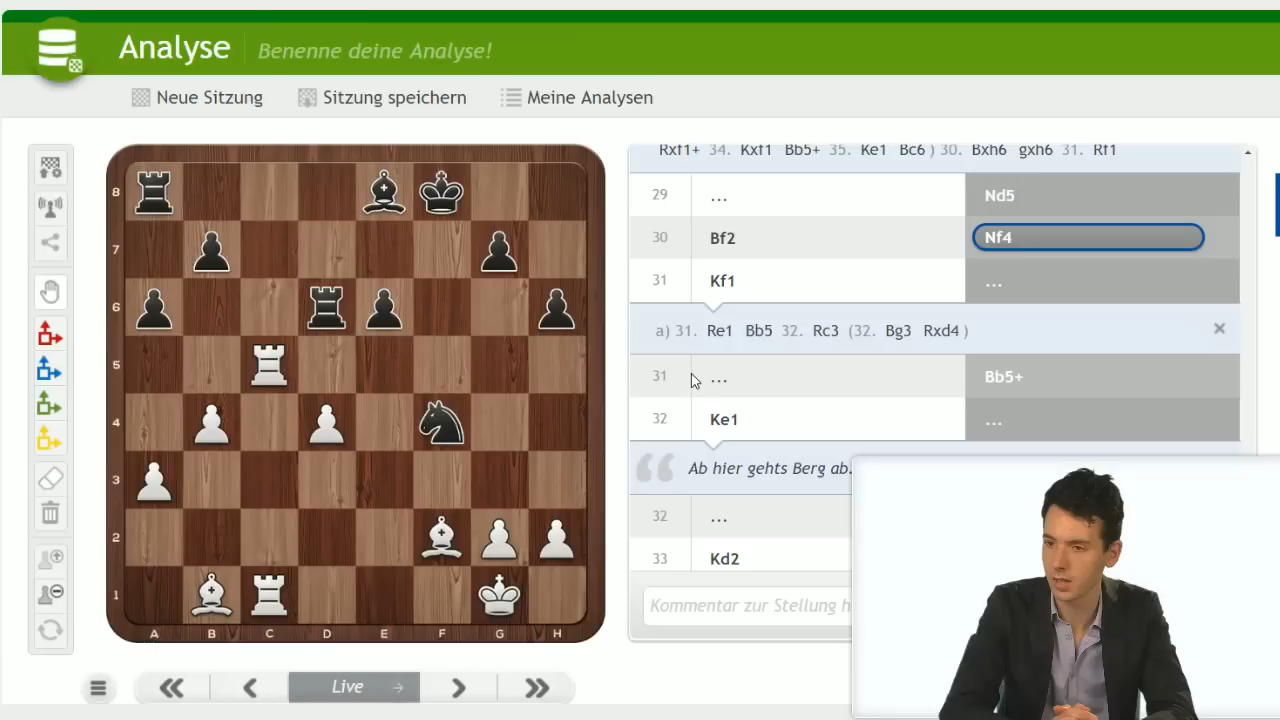 Analyse Benenne deine Analyse!
Neue Sitzung Sitzung speichern Meine Analysen
Rxf1+ 34. Kxf1 Bb5+ 35. Ke1 Bc6 ) 30. Bxh6 gxh6 31. Rf1
29 ... Nd5
30 Bf2 Nf4
31 Kf1 ...
a) 31. Re1 Bb5 32. Rc3 (32. Bg3 Rxd4 )
31 ... Bb5+
32 Ke1 ...
Ab hier gehts Berg ab.
32 ...
33 Kd2
Kommentar zur Stellung h
8
7
6
5
4
3
2
1
A B C D E F G H
Live